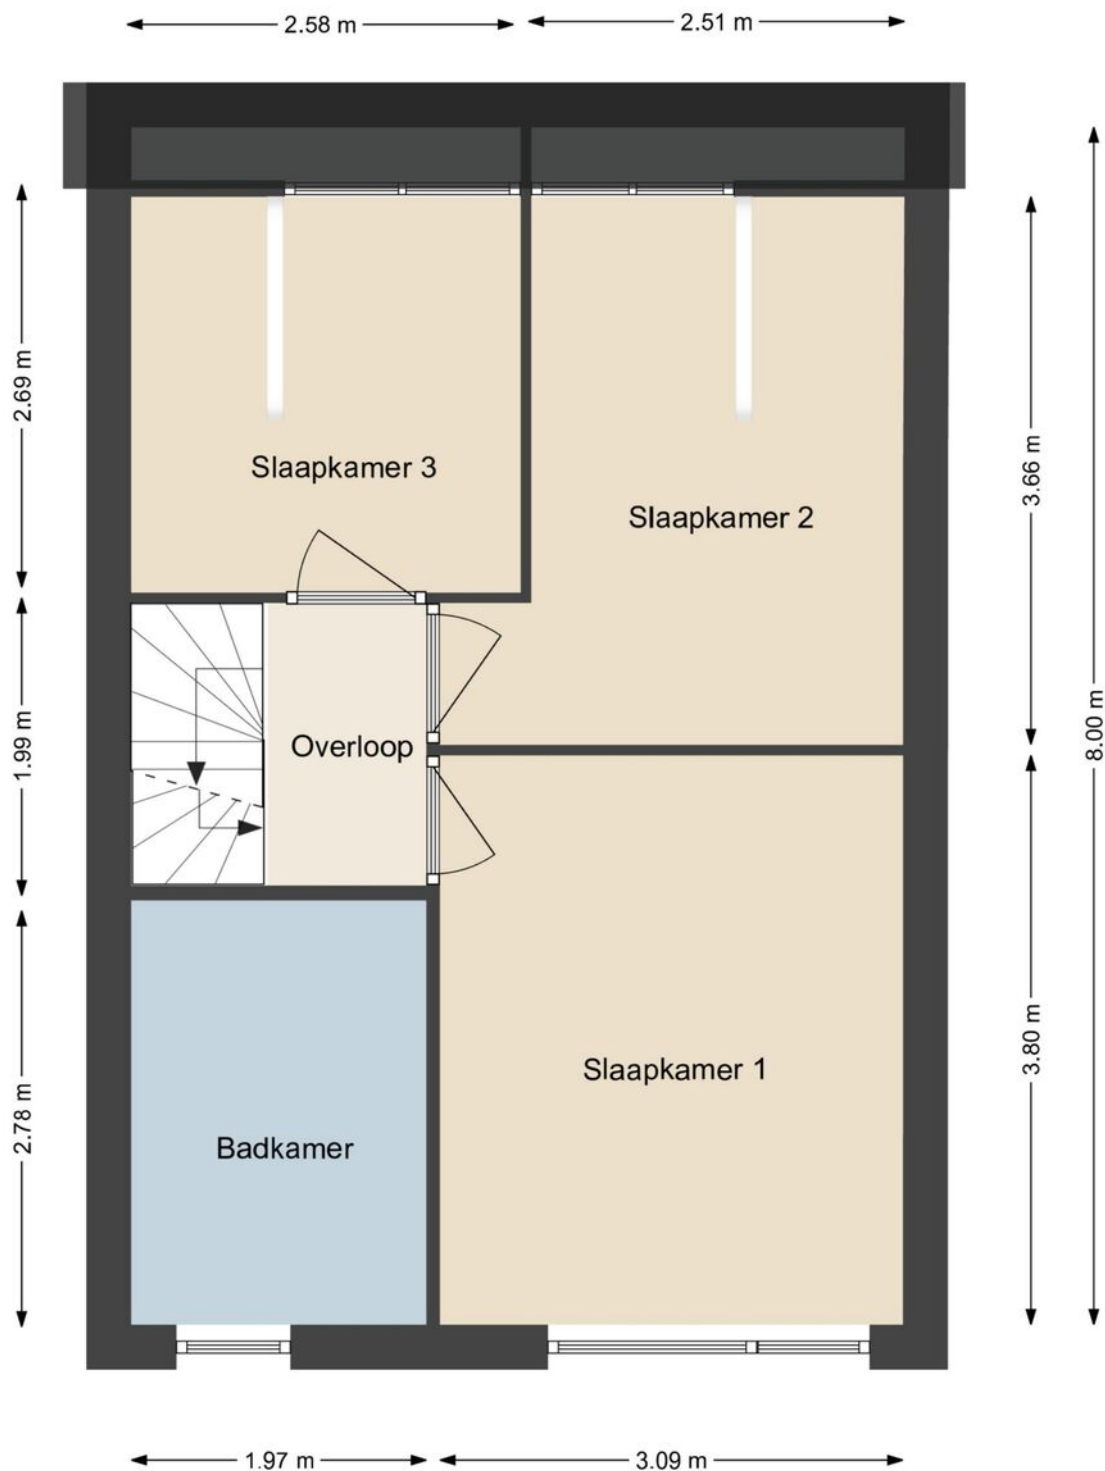 2.58 m
2.51 m
2.69 m
Slaapkamer 3
3.66 m
Slaapkamer 2
1.99 m
Overloop
8.00 m
3.80 m
Slaapkamer 1
2.78 m
Badkamer
1.97 m
3.09 m